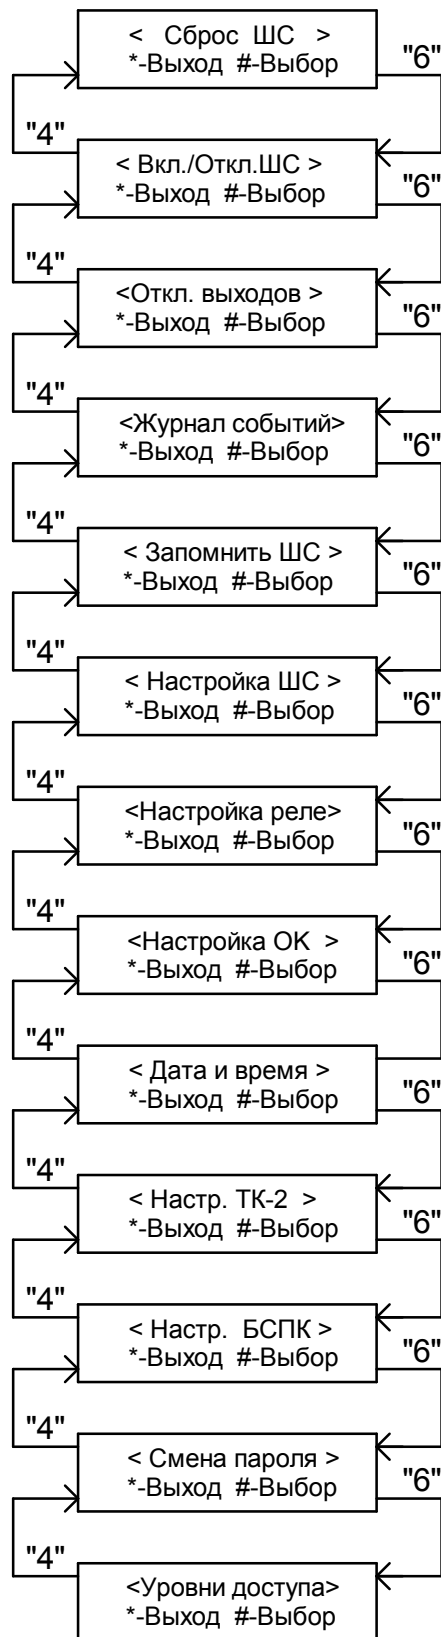 < Сброс ШС >
*-Выход #-Выбор
"6"
"4"
< Вкл./Откл.ШС >
*-Выход #-Выбор
"6"
"4"
<Откл. выходов >
*-Выход #-Выбор
"6"
"4"
<Журнал событий>
*-Выход #-Выбор
"6"
"4"
< Запомнить ШС >
*-Выход #-Выбор
"6"
"4"
< Настройка ШС >
*-Выход #-Выбор
"6"
"4"
<Настройка реле>
*-Выход #-Выбор
"6"
"4"
<Настройка ОК >
*-Выход #-Выбор
"6"
"4"
< Дата и время >
*-Выход #-Выбор
"6"
"4"
< Настр. ТК-2 >
*-Выход #-Выбор
"6"
"4"
< Настр. БСПК >
*-Выход #-Выбор
"6"
"4"
< Смена пароля >
*-Выход #-Выбор
"6"
"4"
<Уровни доступа>
*-Выход #-Выбор